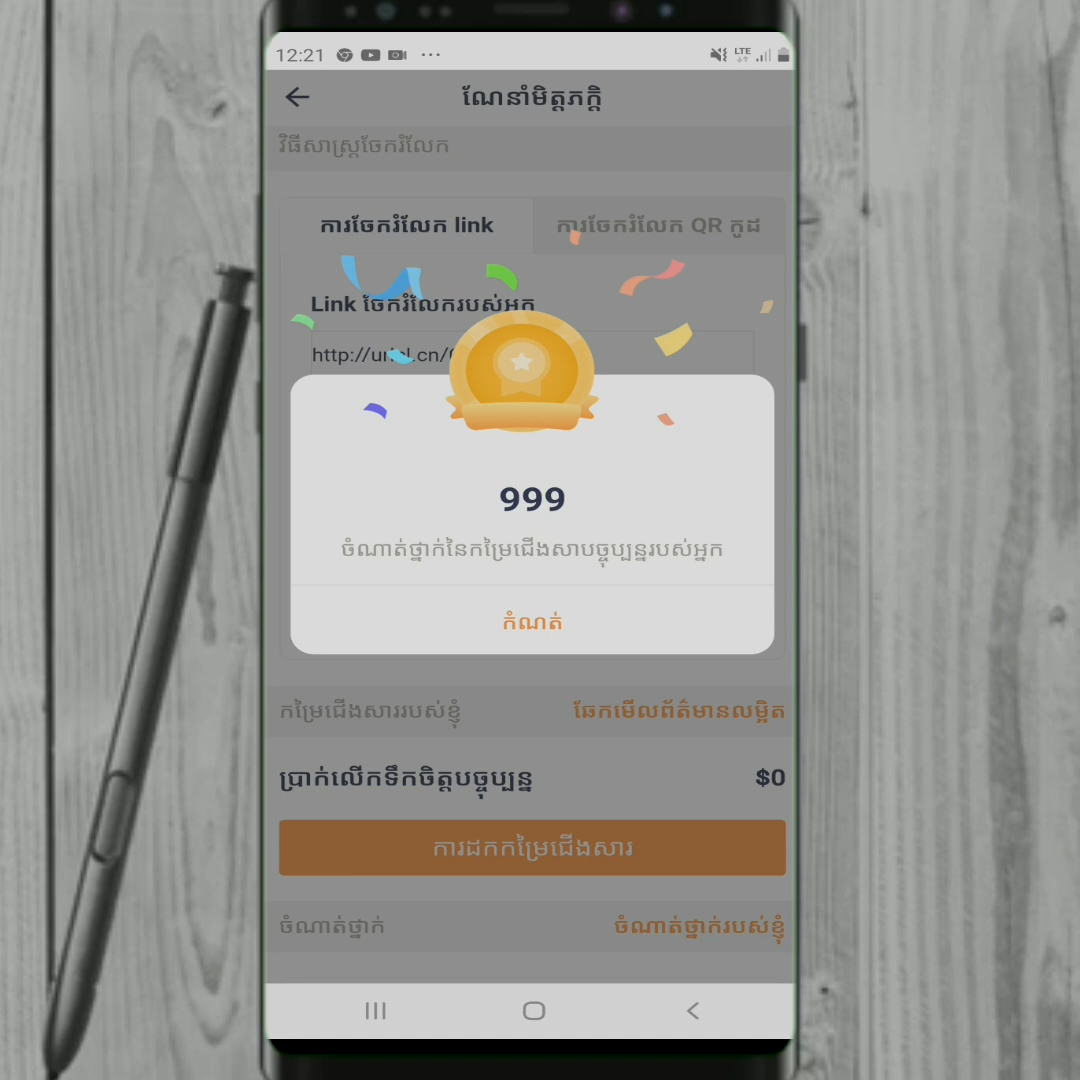 12:21
LTE
ណែនាំមិត្តភក្តិ
វិធីសាស្ត្រចែករំលែក
ការចែករំលែក link
ការចែករំលែក QR កូដ
Link ចែករំលែករបស់អ្នក
999
ចំណាត់ថ្នាក់នៃកម្រៃជើងសាបច្ចុប្បន្នរបស់អ្នក
កំណត់
កម្រៃជើងសាររបស់ខ្ញុំ
ឆែកមើលព័ត៌មានលម្អិត
ប្រាក់លើកទឹកចិត្តបច្ចុប្បន្ន
$0
ការដកកម្រៃជើងសារ
ចំណាត់ថ្នាក់
ចំណាត់ថ្នាក់របស់ខ្ញុំ